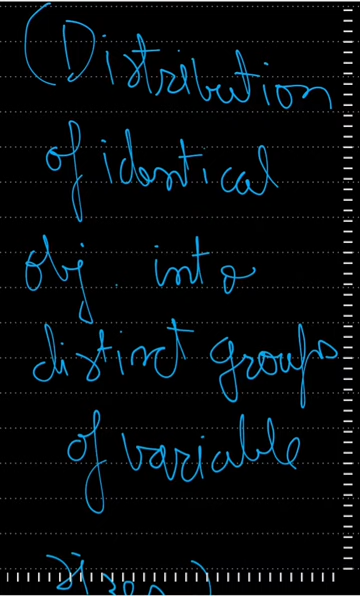 (Distribution
of identical
obj. into
distinct groups
of variable